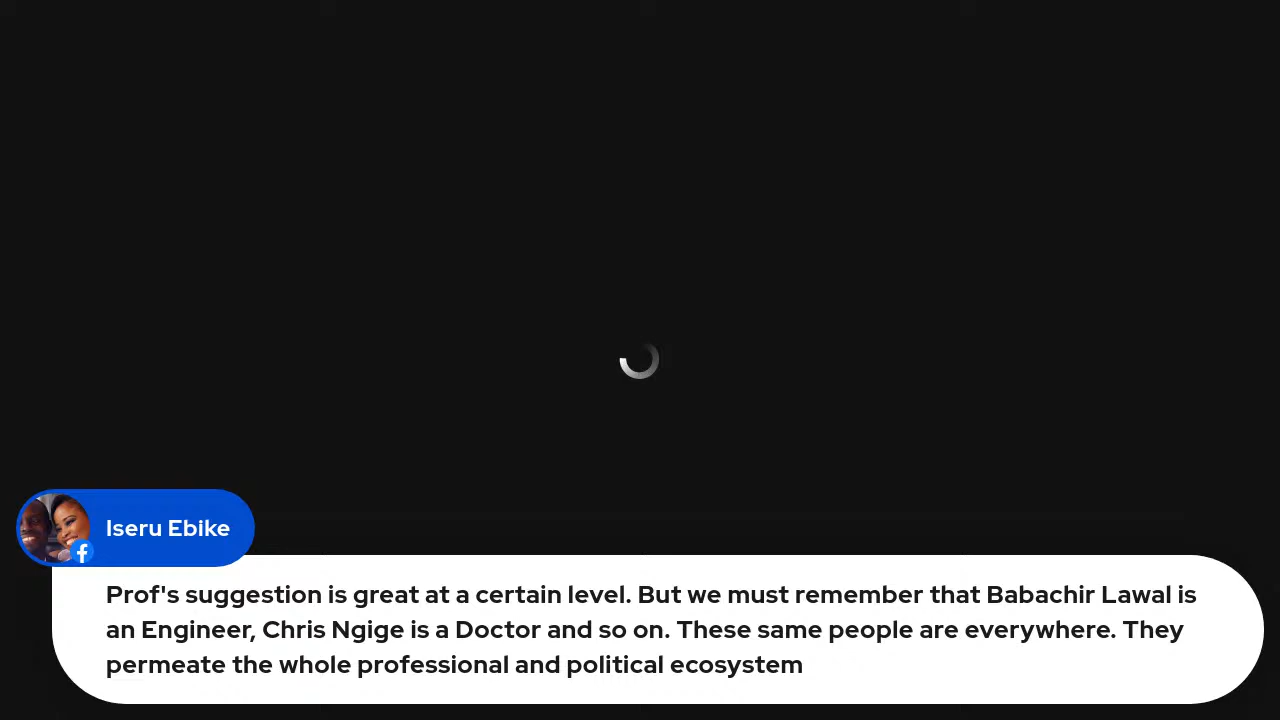 Iseru Ebike
Prof's suggestion is great at a certain level. But we must remember that Babachir Lawal is
an Engineer, Chris Ngige is a Doctor and so on. These same people are everywhere. They
permeate the whole professional and political ecosystem